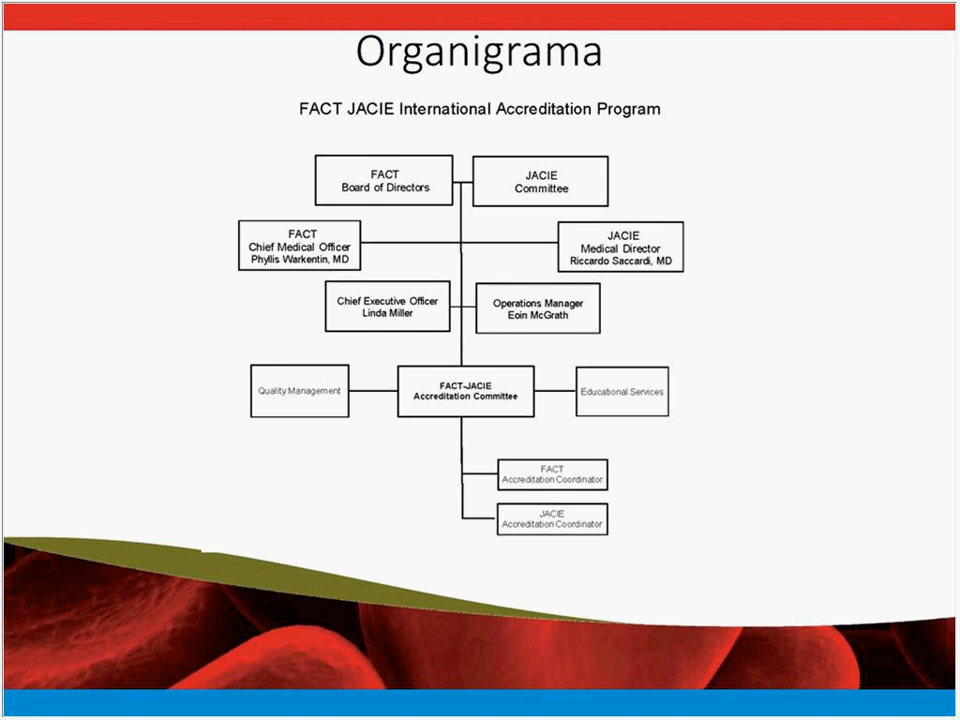 Organigrama
FACT JACIE International Accreditation Program
FACT
Board of Directors
JACIE
Committee
FACT
Chief Medical Officer
Phyllis Warkentin, MD
JACIE
Medical Director
Riccardo Saccardi, MD
Chief Executive Officer
Linda Miller
Operations Manager
Eoin McGrath
Quality Management
FACT-JACIE
Accreditation Committee
Educational Services
FACT
Accreditation Coordinator
JACIE
Accreditation Coordinator